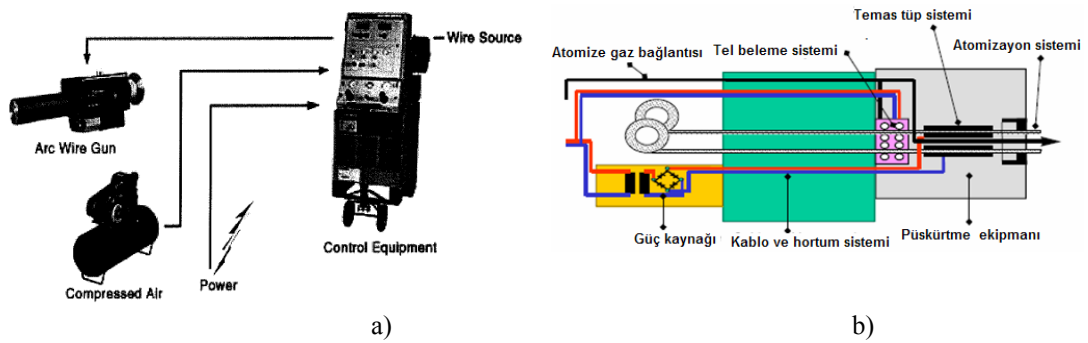 Wire Source
Arc Wire Gun
Control Equipment
Compressed Air
Power
a)
Temas tüp sistemi
Atomize gaz bağlantısı
Tel beleme sistemi
Atomizayon sistemi
Güç kaynağı
Kablo ve hortum sistemi
Püskürtme ekipmanı
b)